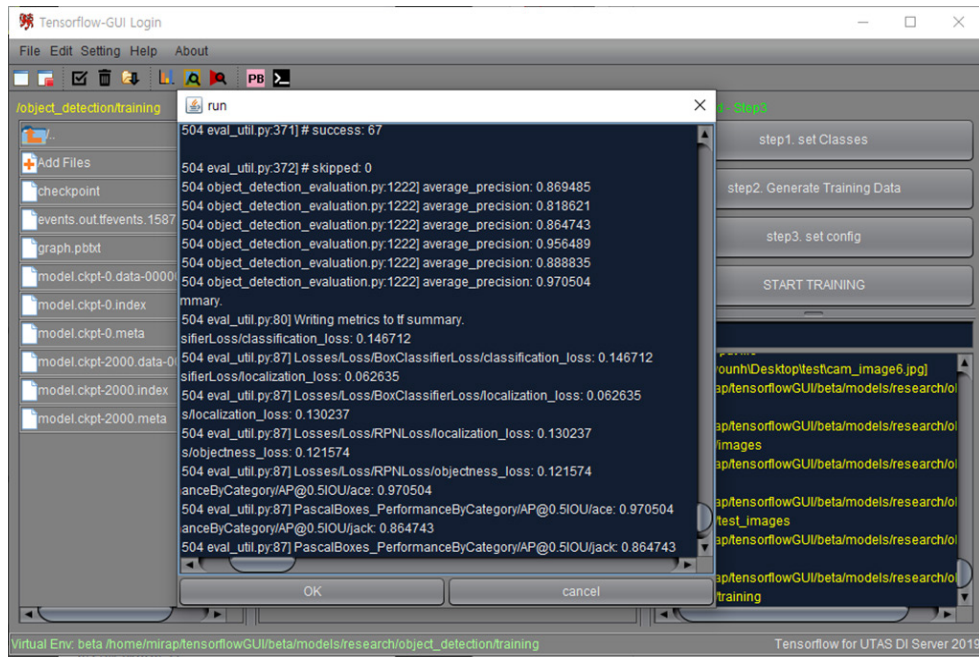 Tensorflow-GUI Login
File Edit Setting Help About
PB
/object_detection/training
run
d - Step3
504 eval_util.py:371] # success: 67
504 eval_util.py:372] # skipped: 0
504 object_detection_evaluation.py:1222] average_precision: 0.869485
504 object_detection_evaluation.py:1222] average_precision: 0.818621
504 object_detection_evaluation.py:1222] average_precision: 0.864743
504 object_detection_evaluation.py:1222] average_precision: 0.956489
504 object_detection_evaluation.py:1222] average_precision: 0.888835
504 object_detection_evaluation.py:1222] average_precision: 0.970504
mmary.
504 eval_util.py:80] Writing metrics to tf summary.
sifierLoss/classification_loss: 0.146712
504 eval_util.py:87] Losses/Loss/BoxClassifierLoss/classification_loss: 0.146712
sifierLoss/localization_loss: 0.062635
504 eval_util.py:87] Losses/Loss/BoxClassifierLoss/localization_loss: 0.062635
s/localization_loss: 0.130237
504 eval_util.py:87] Losses/Loss/RPNLoss/localization_loss: 0.130237
s/objectness_loss: 0.121574
504 eval_util.py:87] Losses/Loss/RPNLoss/objectness_loss: 0.121574
anceByCategory/AP@0.5IOU/ace: 0.970504
504 eval_util.py:87] PascalBoxes_PerformanceByCategory/AP@0.5IOU/ace: 0.970504
anceByCategory/AP@0.5IOU/jack: 0.864743
504 eval_util.py:87] PascalBoxes_PerformanceByCategory/AP@0.5IOU/jack: 0.864743
OK
cancel
/..
Add Files
checkpoint
events.out.tfevents.1587
graph.pbtxt
model.ckpt-0.data-0000
model.ckpt-0.index
model.ckpt-0.meta
model.ckpt-2000.data-0
model.ckpt-2000.index
model.ckpt-2000.meta
step1. set Classes
step2. Generate Training Data
step3. set config
START TRAINING
younh\Desktop\test\cam_image6.jpg]
ap/tensorflowGUI/beta/models/research/o
ap/tensorflowGUI/beta/models/research/o
/images
ap/tensorflowGUI/beta/models/research/o
ap/tensorflowGUI/beta/models/research/o
/test_images
ap/tensorflowGUI/beta/models/research/o
ap/tensorflowGUI/beta/models/research/o
/training
Virtual Env: beta /home/mirap/tensorflowGUI/beta/models/research/object_detection/training
Tensorflow for UTAS DI Server 2019